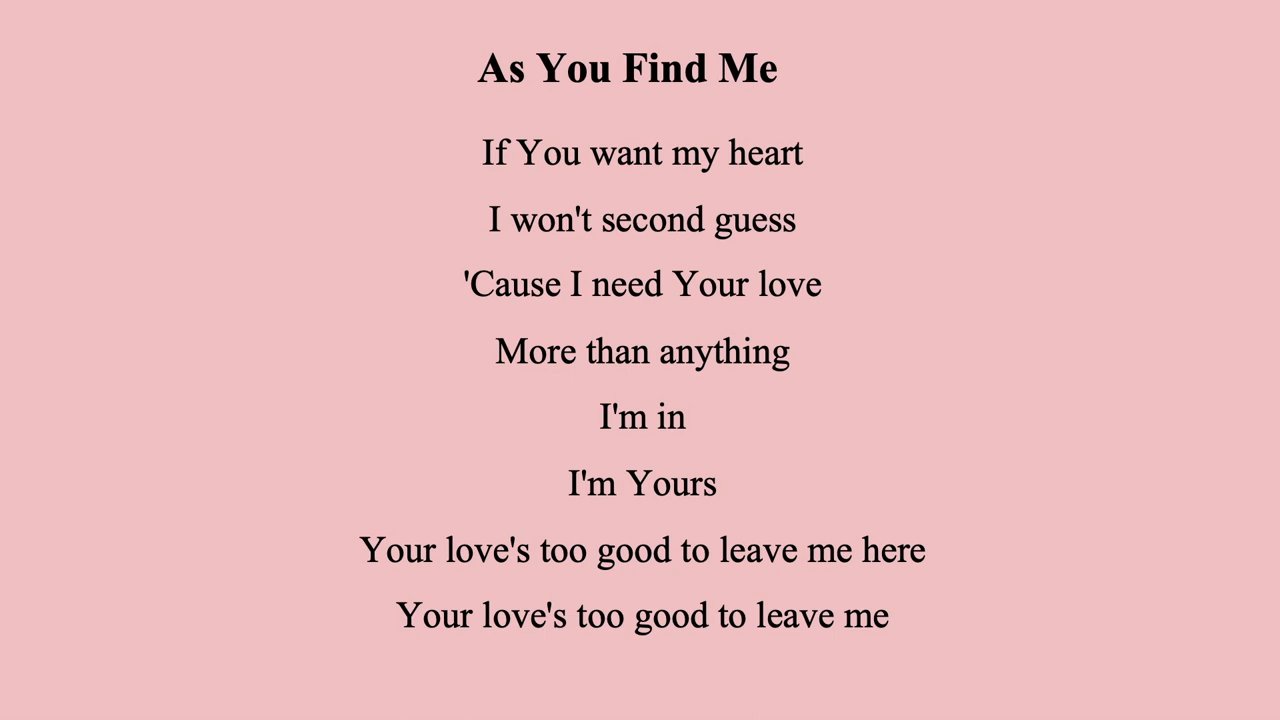 As You Find Me
If You want my heart
I won't second guess
'Cause I need Your love
More than anything
I'm in
I'm Yours
Your love's too good to leave me here
Your love's too good to leave me